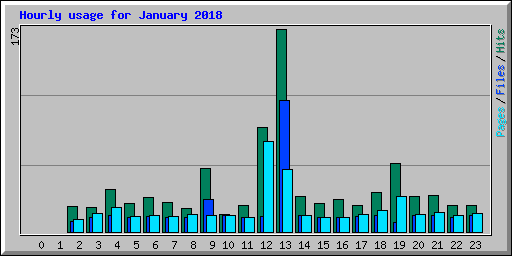 Hourly usage for January 2018
173
Pages/Files/Hits
0 1 2 3 4 5 6 7 8 9 10 11 12 13 14 15 16 17 18 19 20 21 22 23